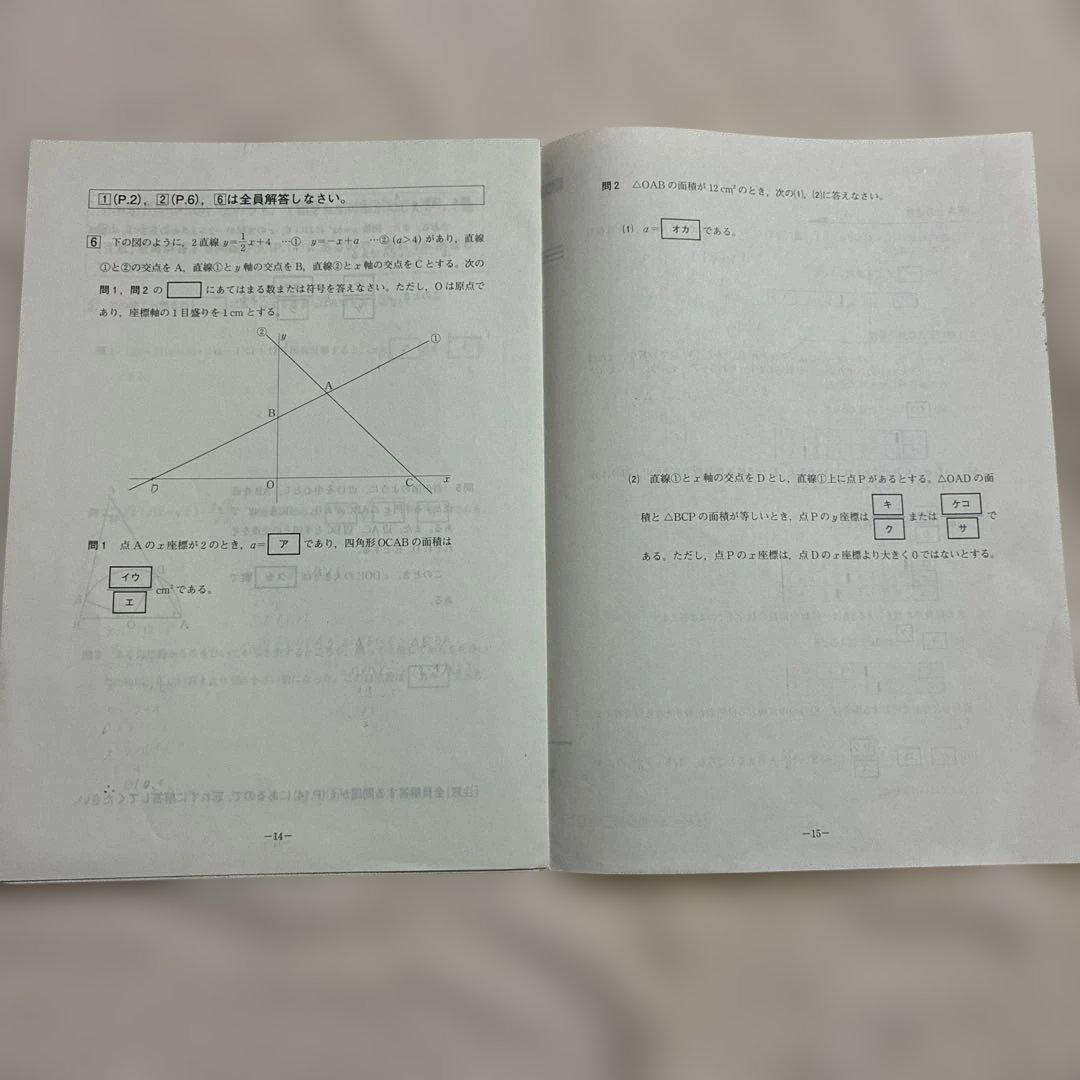 1(P.2), 2(P.6), 6は全員解答しなさい。
6 下の図のように，2直線 y=1/2x+4 …① y=−x+a …② (a>4) があり，直線
①と②の交点を A，直線①と y 軸の交点を B，直線②と x 軸の交点を C とする。次の
問1，問2の □ にあてはまる数または符号を答えなさい。ただし，O は原点で
あり，座標軸の1目盛りを1cmとする。
② y ①
A
B
D O C x
問1 点 A の x 座標が 2 のとき，a= ア であり，四角形 OCAB の面積は
イウ/エ cm²である。
−14−
問2 △OAB の面積が 12 cm² のとき，次の(1)，(2)に答えなさい。
(1) a= オカ である。
(2) 直線①と x 軸の交点を D とし，直線①上に点 P があるとする。△OAD の面
積と △BCP の面積が等しいとき，点 P の y 座標は キ/ク または ケコ/サ で
ある。ただし，点 P の x 座標は，点 D の x 座標より大きく 0 ではないとする。
−15−